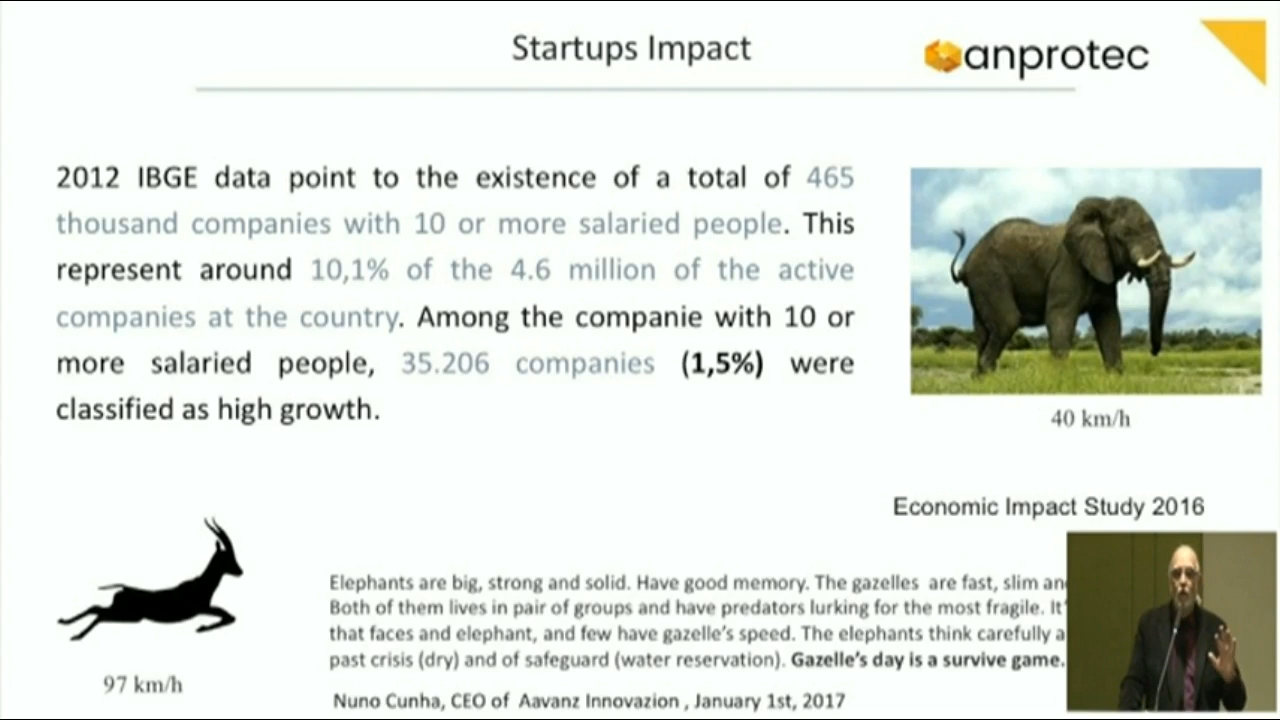 Startups Impact
anprotec
2012 IBGE data point to the existence of a total of 465
thousand companies with 10 or more salaried people. This
represent around 10,1% of the 4.6 million of the active
companies at the country. Among the companie with 10 or
more salaried people, 35.206 companies (1,5%) were
classified as high growth.
40 km/h
Economic Impact Study 2016
Elephants are big, strong and solid. Have good memory. The gazelles are fast, slim
Both of them lives in pair of groups and have predators lurking for the most fragile.
that faces and elephant, and few have gazelle's speed. The elephants think carefully
past crisis (dry) and of safeguard (water reservation). Gazelle's day is a survive game.
97 km/h
Nuno Cunha, CEO of Aavanz Innovazion , January 1st, 2017